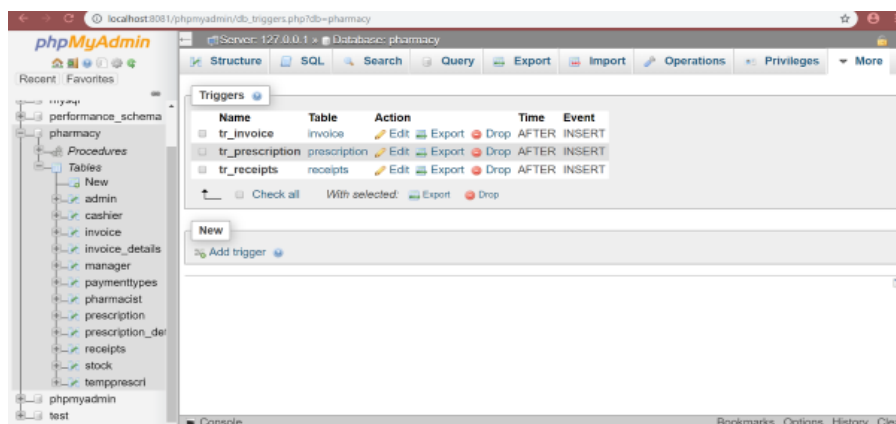 localhost:8081/phpmyadmin/db_triggers.php?db=pharmacy
phpMyAdmin
Recent Favorites
mysql
performance_schema
pharmacy
Procedures
Tables
New
admin
cashier
invoice
invoice_details
manager
paymenttypes
pharmacist
prescription
prescription_det
receipts
stock
tempprescri
phpmyadmin
test
Server: 127.0.0.1 » Database: pharmacy
Structure SQL Search Query Export Import Operations Privileges More
Triggers
Name Table Action Time Event
tr_invoice invoice Edit Export Drop AFTER INSERT
tr_prescription prescription Edit Export Drop AFTER INSERT
tr_receipts receipts Edit Export Drop AFTER INSERT
Check all With selected: Export Drop
New
Add trigger
Console Bookmarks Options History Cle